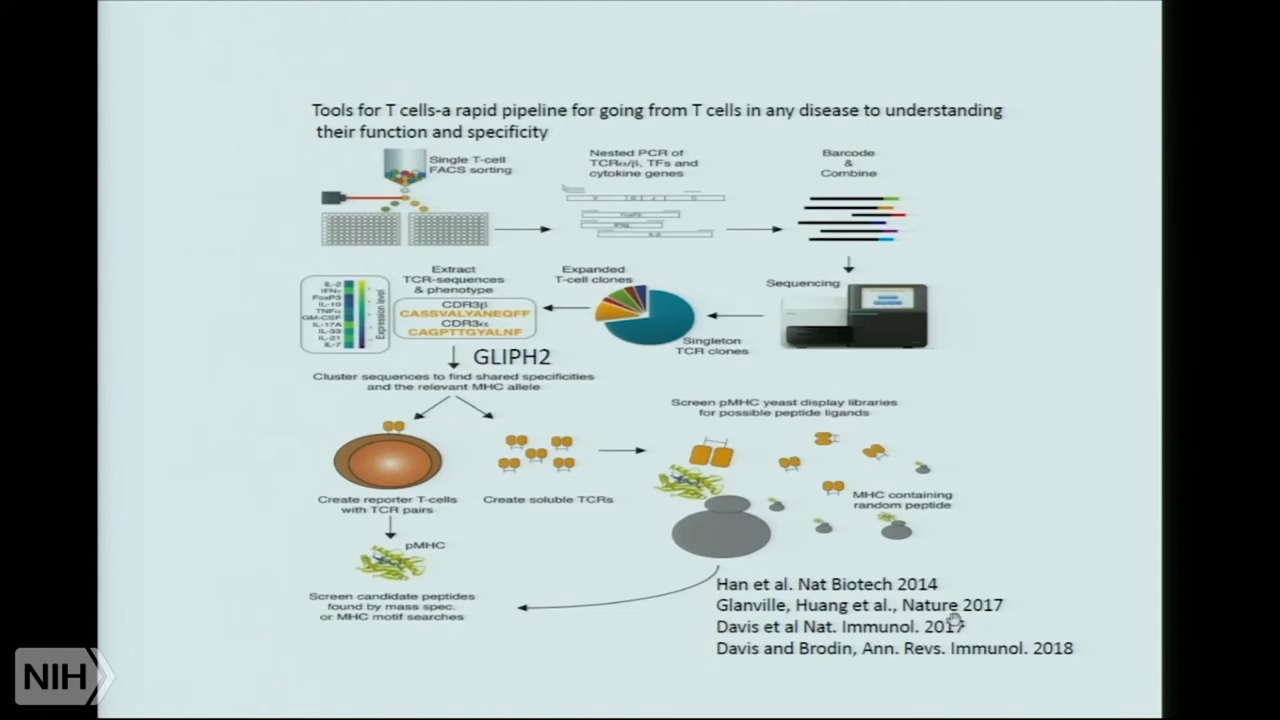 Tools for T cells-a rapid pipeline for going from T cells in any disease to understanding
their function and specificity
Single T-cell
FACS sorting
Nested PCR of
TCRα/β, TFs and
cytokine genes
V D J C
FoxP3
IFNg
IL-2
Barcode
&
Combine
Sequencing
Expanded
T-cell clones
Singleton
TCR clones
Extract
TCR-sequences
& phenotype
CDR3β
CASSVALYANEQFF
CDR3α
CAGPTTGYALNF
IL-2
IFNγ
FoxP3
IL-10
TNFα
GM-CSF
IL-17A
IL-33
IL-21
IL-7
Expression level
GLIPH2
Cluster sequences to find shared specificities
and the relevant MHC allele
Create reporter T-cells
with TCR pairs
Create soluble TCRs
Screen pMHC yeast display libraries
for possible peptide ligands
MHC containing
random peptide
pMHC
Screen candidate peptides
found by mass spec.
or MHC motif searches
Han et al. Nat Biotech 2014
Glanville, Huang et al., Nature 2017
Davis et al Nat. Immunol. 2017
Davis and Brodin, Ann. Revs. Immunol. 2018
NIH